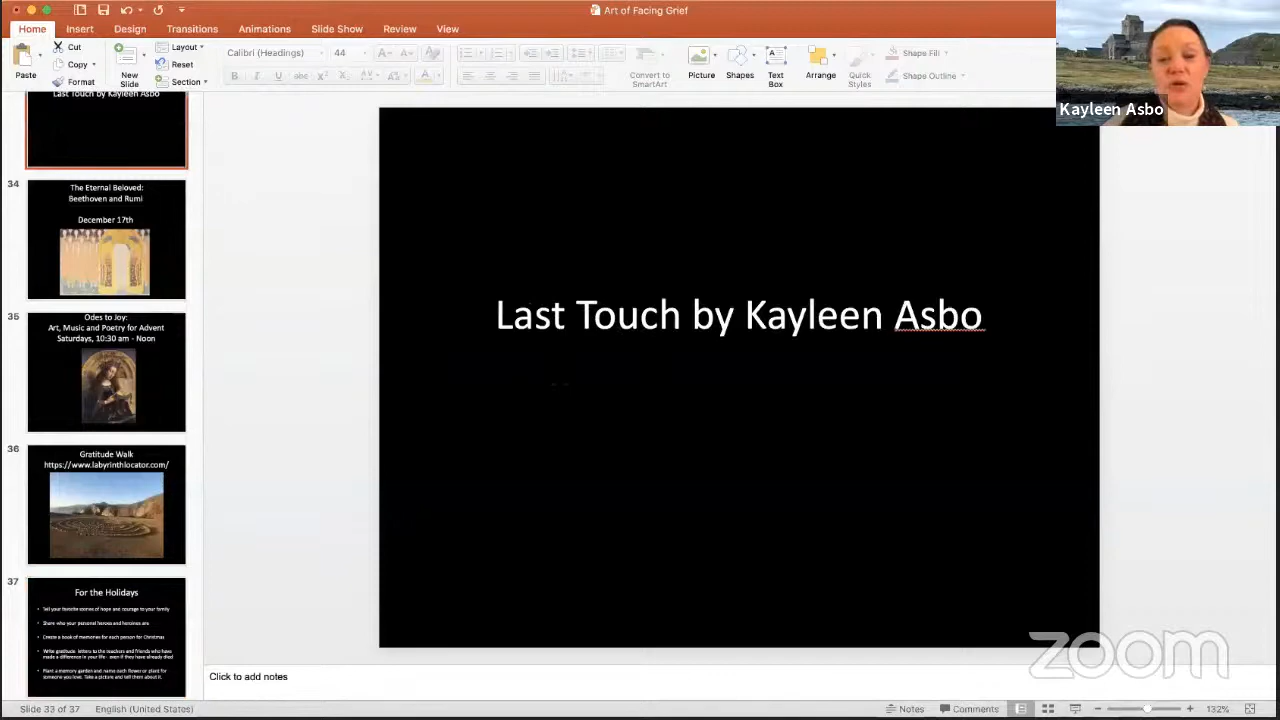 Art of Facing Grief
Home Insert Design Transitions Animations Slide Show Review View
Paste
Cut
Copy
Format
New Slide
Layout
Reset
Section
Calibri (Headings) 44
Convert to SmartArt
Picture
Shapes
Text Box
Arrange
Quick Styles
Shape Fill
Shape Outline
Kayleen Asbo
Last Touch by Kayleen Asbo
34
The Eternal Beloved:
Beethoven and Rumi
December 17th
35
Odes to Joy:
Art, Music and Poetry for Advent
Saturdays, 10:30 am - Noon
36
Gratitude Walk
https://www.labyrinthlocator.com/
37
For the Holidays
• Tell your favorite stories of hope and courage to your family
• Share who your personal heroes and heroines are
• Create a book of memories for each person for Christmas
• Write gratitude letters to the teachers and friends who have
made a difference in your life- even if they have already died
• Plant a memory garden and name each flower or plant for
someone you love. Take a picture and tell them about it.
Last Touch by Kayleen Asbo
zoom
Click to add notes
Slide 33 of 37 English (United States) Notes Comments 132%